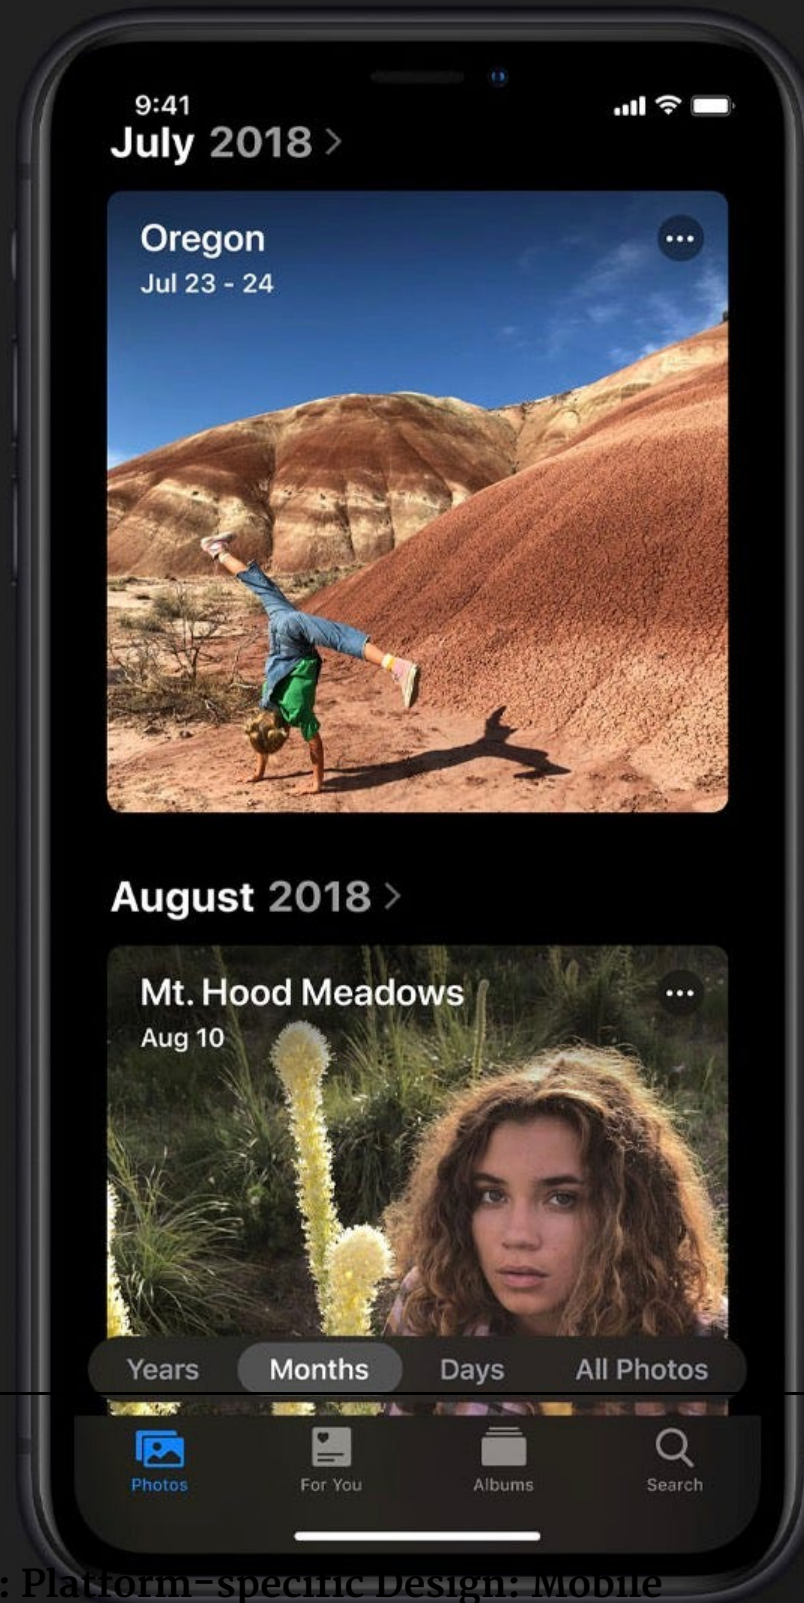 9:41
July 2018 >
Oregon
Jul 23 - 24
August 2018 >
Mt. Hood Meadows
Aug 10
Years Months Days All Photos
Photos For You Albums Search
: Platform-specific Design: Mobile